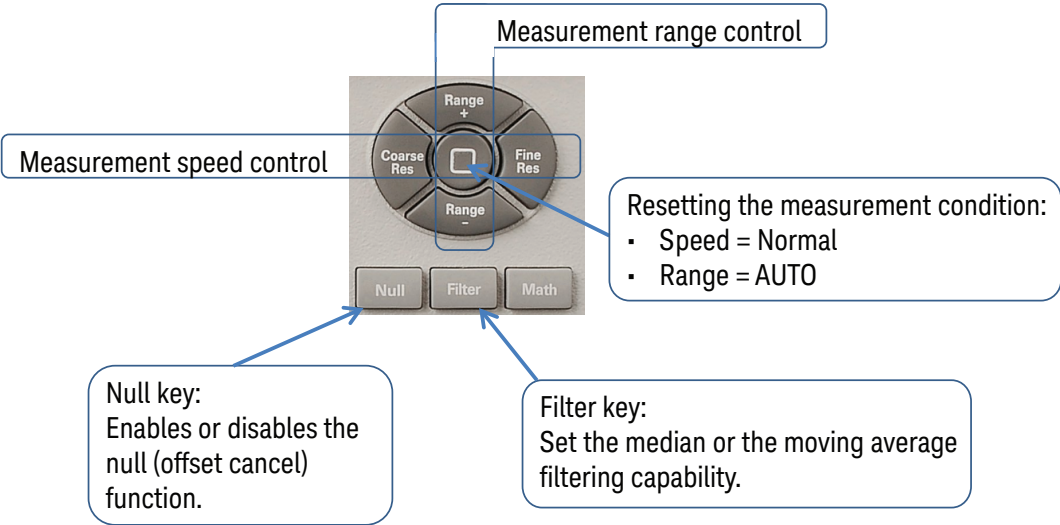 Measurement range control
Range
+
Measurement speed control
Coarse
Res
Fine
Res
Range
-
Resetting the measurement condition:
▪ Speed = Normal
▪ Range = AUTO
Null
Filter
Math
Null key:
Enables or disables the
null (offset cancel)
function.
Filter key:
Set the median or the moving average
filtering capability.